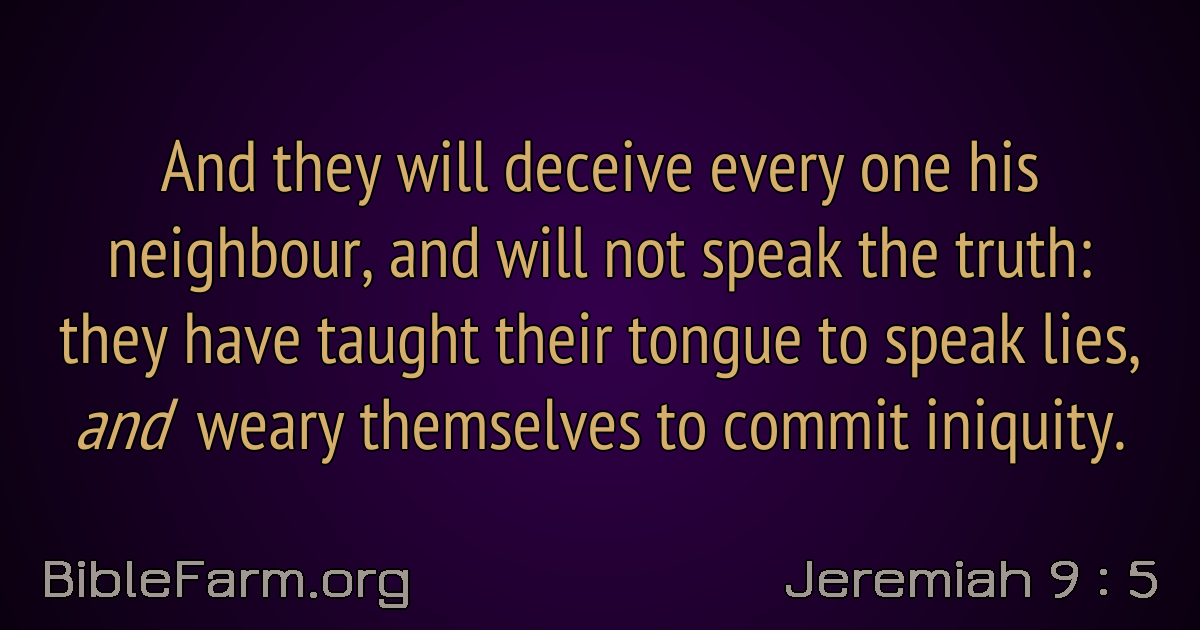 And they will deceive every one his
neighbour, and will not speak the truth:
they have taught their tongue to speak lies,
and weary themselves to commit iniquity.
BibleFarm.org
Jeremiah 9 : 5